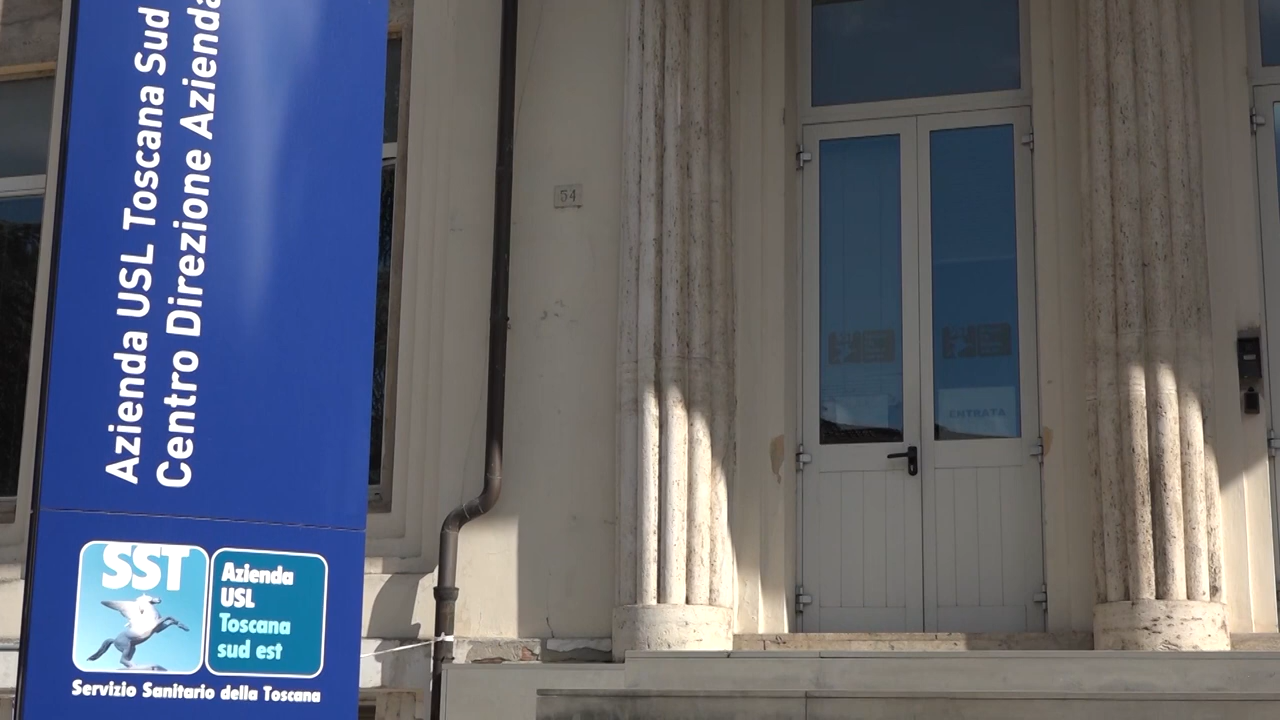 Azienda USL Toscana Sud
Centro Direzione Azienda
SST
Azienda
USL
Toscana
sud est
Servizio Sanitario della Toscana
54
ENTRATA